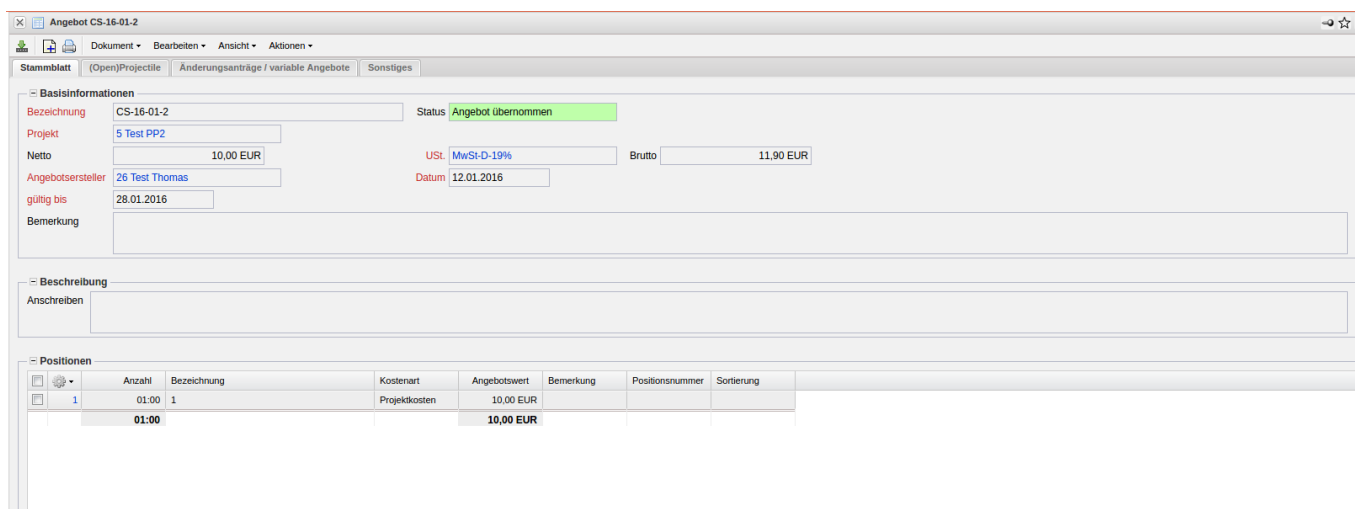 Angebot CS-16-01-2
Dokument Bearbeiten Ansicht Aktionen
Stammblatt (Open)Projectile Änderungsanträge / variable Angebote Sonstiges
Basisinformationen
Bezeichnung CS-16-01-2 Status Angebot übernommen
Projekt 5 Test PP2
Netto 10,00 EUR USt. MwSt-D-19% Brutto 11,90 EUR
Angebotsersteller 26 Test Thomas Datum 12.01.2016
gültig bis 28.01.2016
Bemerkung
Beschreibung
Anschreiben
Positionen
Anzahl Bezeichnung Kostenart Angebotswert Bemerkung Positionsnummer Sortierung
1 01:00 1 Projektkosten 10,00 EUR
01:00 10,00 EUR